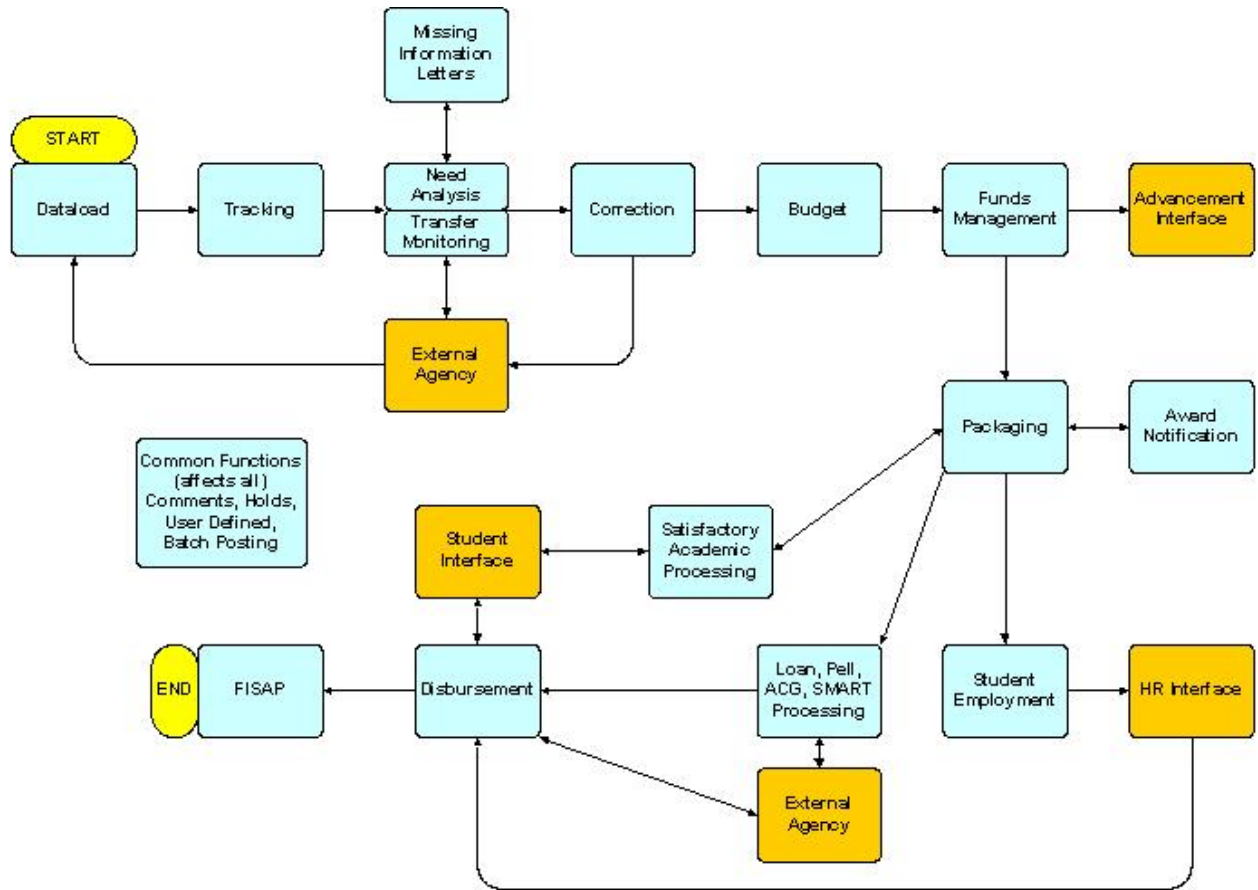 Missing
Information
Letters
START
Dataload
Tracking
Need
Analysis
Transfer
Monitoring
Correction
Budget
Funds
Management
Advancement
Interface
External
Agency
Packaging
Award
Notification
Common Functions
(affects all)
Comments, Holds,
User Defined,
Batch Posting
Student
Interface
Satisfactory
Academic
Processing
END
FISAP
Disbursement
Loan, Pell,
ACG, SMART
Processing
Student
Employment
HR Interface
External
Agency